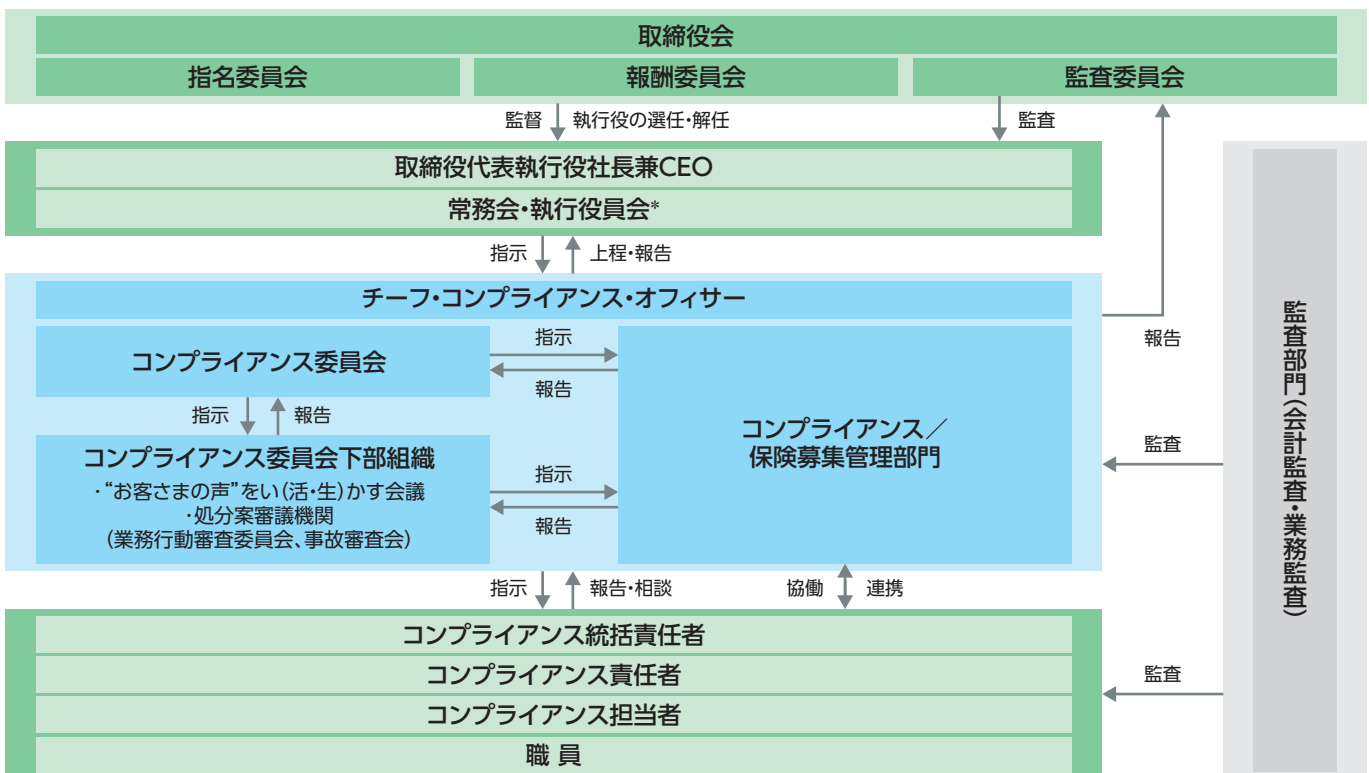 取締役会
指名委員会
報酬委員会
監査委員会
監督
執行役の選任・解任
監査
取締役代表執行役社長兼CEO
常務会・執行役員会*
指示
上程・報告
チーフ・コンプライアンス・オフィサー
報告
コンプライアンス委員会
指示
報告
指示
報告
コンプライアンス/
保険募集管理部門
コンプライアンス委員会下部組織
・“お客さまの声”をい(活・生)かす会議
・処分案審議機関
(業務行動審査委員会、事故審査会)
指示
報告
監査
監査部門(会計監査・業務監査)
指示
報告・相談
協働
連携
コンプライアンス統括責任者
コンプライアンス責任者
コンプライアンス担当者
職 員
監査